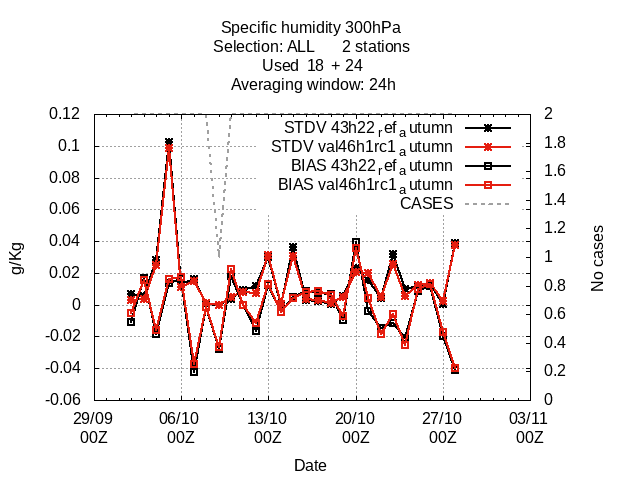 Specific humidity 300hPa
Selection: ALL 2 stations
Used 18 + 24
Averaging window: 24h
0.12
0.1
0.08
0.06
0.04
0.02
0
-0.02
-0.04
-0.06
g/Kg
STDV 43h22_ref_autumn
STDV val46h1rc1_autumn
BIAS 43h22_ref_autumn
BIAS val46h1rc1_autumn
CASES
2
1.8
1.6
1.4
1.2
1
0.8
0.6
0.4
0.2
0
No cases
29/09 06/10 13/10 20/10 27/10 03/11
00Z 00Z 00Z 00Z 00Z 00Z
Date